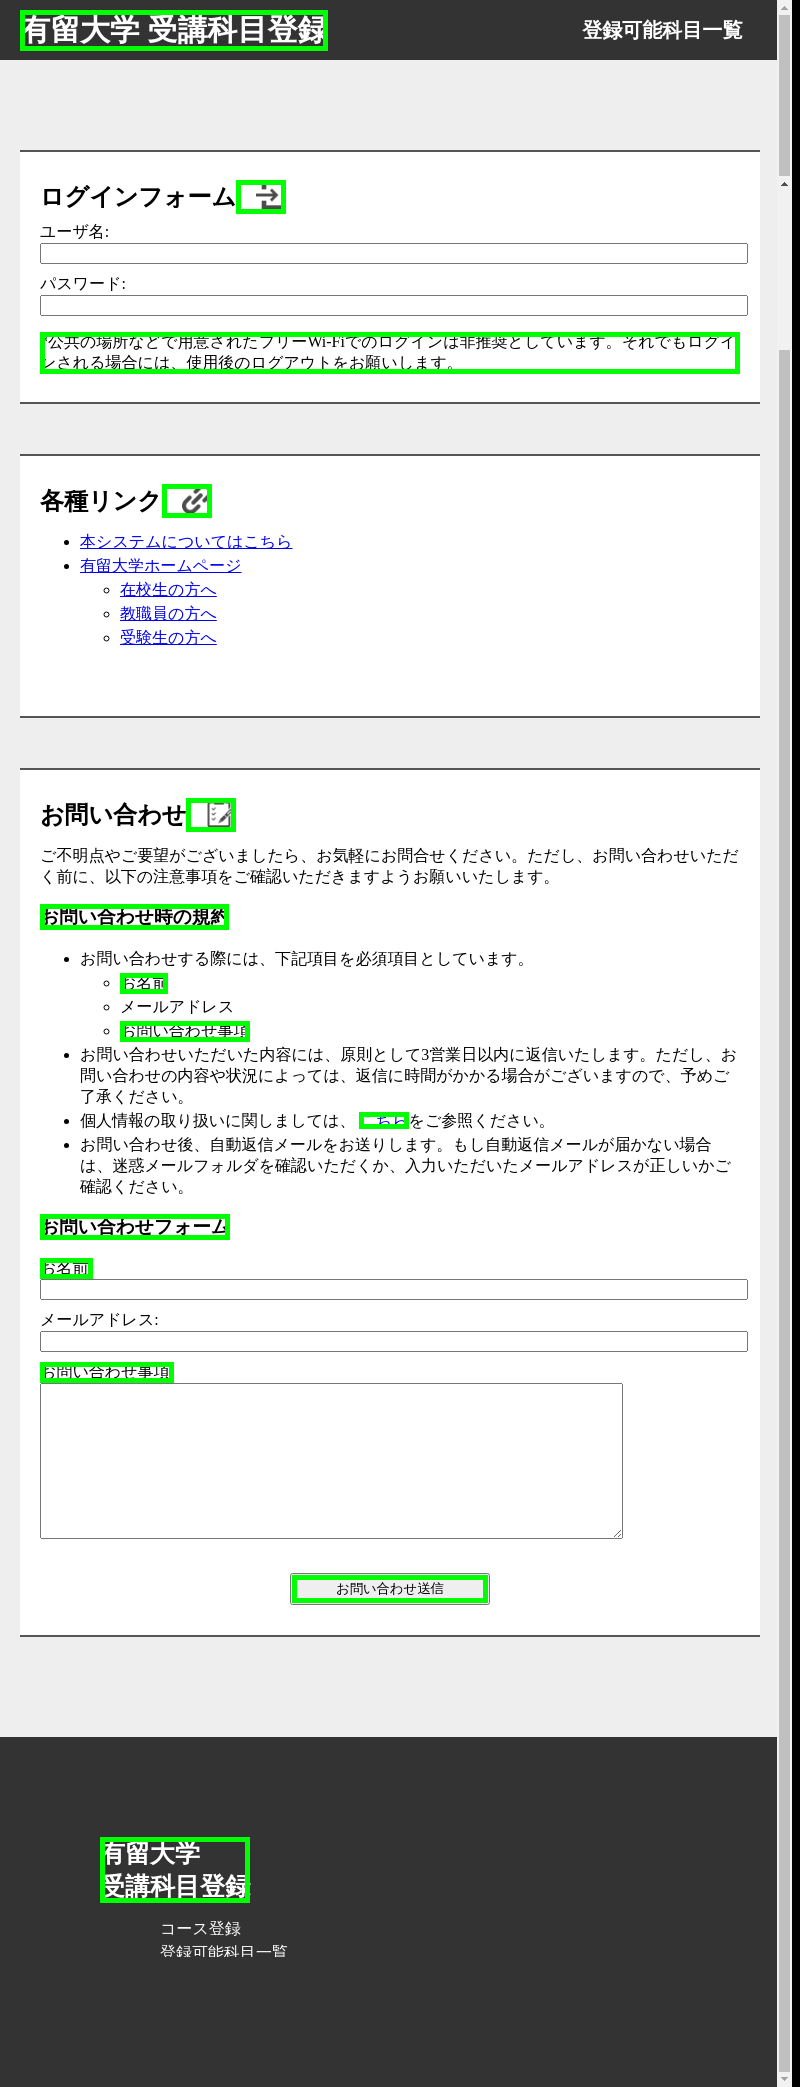 有留大学 受講科目登録
登録可能科目一覧
ログインフォーム
ユーザ名:
パスワード:
公共の場所などで用意されたフリーWi-Fiでのログインは非推奨としています。それでもログイ
ンされる場合には、使用後のログアウトをお願いします。
各種リンク
本システムについてはこちら
有留大学ホームページ
在校生の方へ
教職員の方へ
受験生の方へ
お問い合わせ
ご不明点やご要望がございましたら、お気軽にお問合せください。ただし、お問い合わせいただ
く前に、以下の注意事項をご確認いただきますようお願いいたします。
お問い合わせ時の規約
お問い合わせする際には、下記項目を必須項目としています。
お名前
メールアドレス
お問い合わせ事項
お問い合わせいただいた内容には、原則として3営業日以内に返信いたします。ただし、お
問い合わせの内容や状況によっては、返信に時間がかかる場合がございますので、予めご
了承ください。
個人情報の取り扱いに関しましては、こちらをご参照ください。
お問い合わせ後、自動返信メールをお送りします。もし自動返信メールが届かない場合
は、迷惑メールフォルダを確認いただくか、入力いただいたメールアドレスが正しいかご
確認ください。
お問い合わせフォーム
お名前
メールアドレス:
お問い合わせ事項
お問い合わせ送信
有留大学
受講科目登録
コース登録
登録可能科目一覧